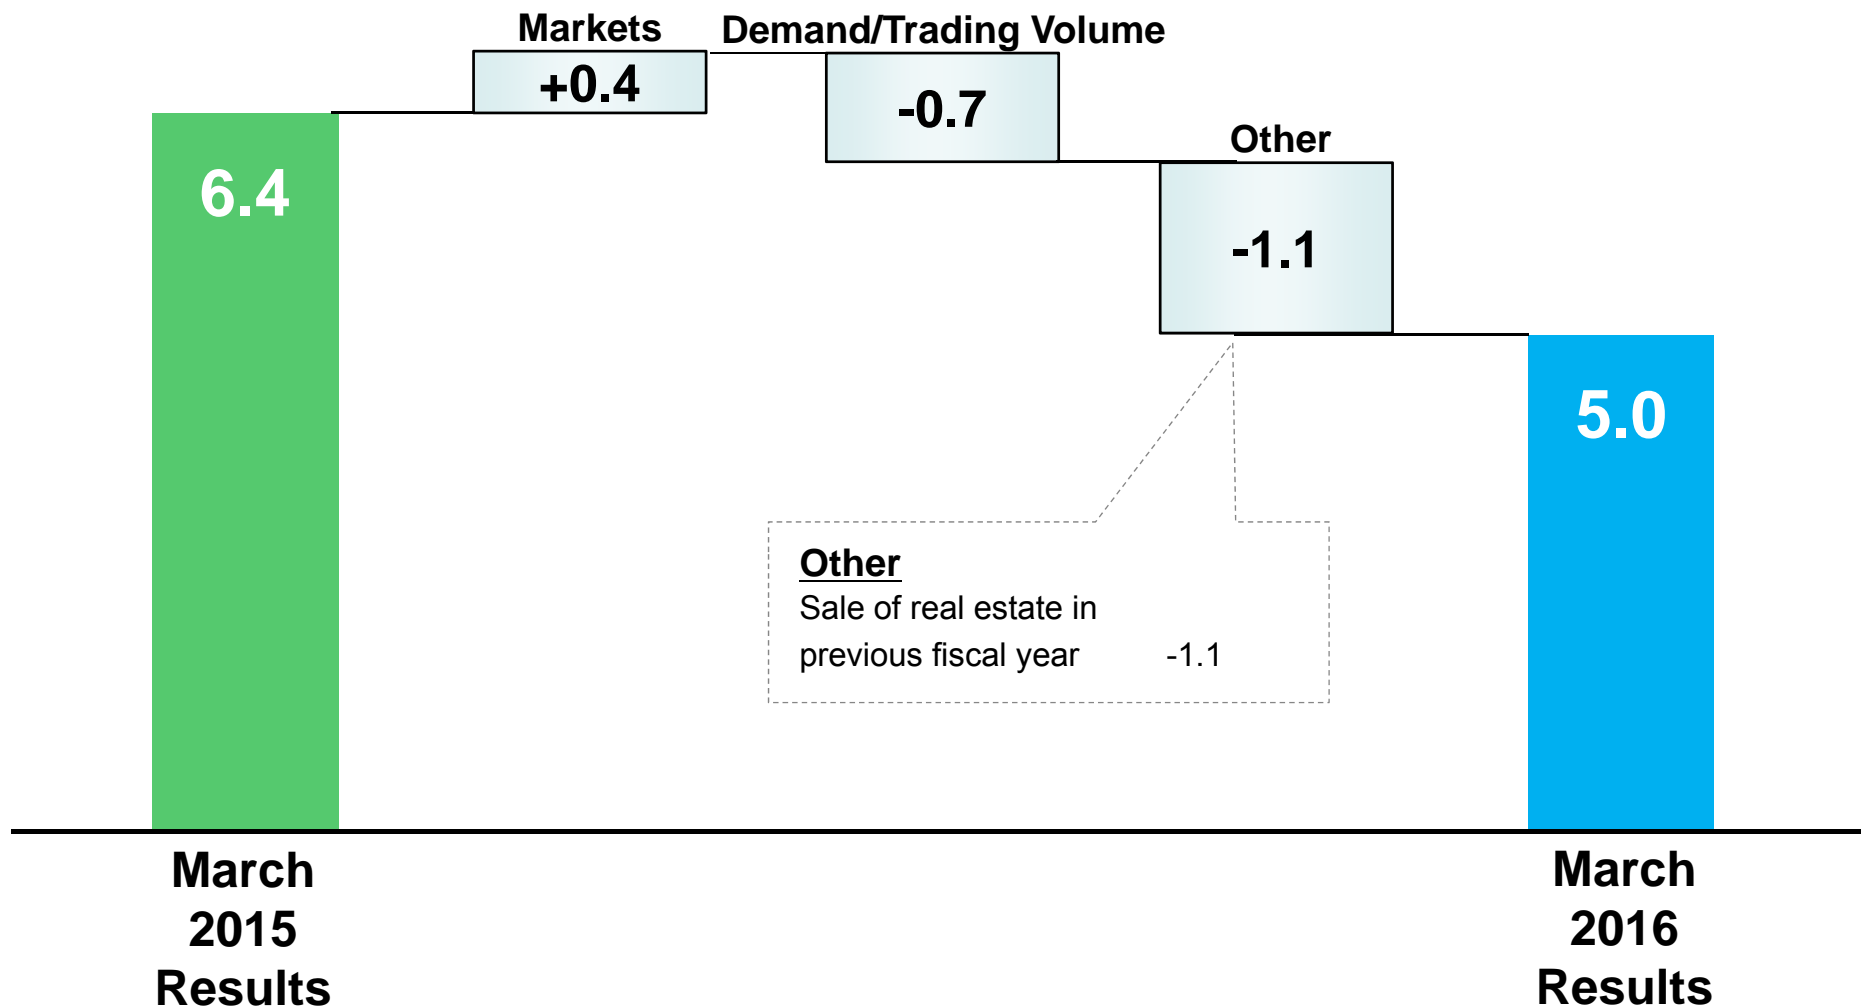 Markets
+0.4
Demand/Trading Volume
-0.7
Other
-1.1
6.4
5.0
Other
Sale of real estate in
previous fiscal year -1.1
March
2015
Results
March
2016
Results